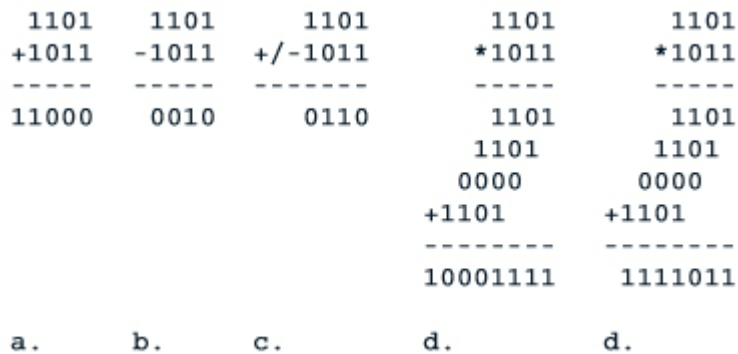 1101 1101 1101 1101 1101
+1011 -1011 +/-1011 *1011 *1011
----- ----- ------- ----- -----
11000 0010 0110 1101 1101
1101 1101
0000 0000
+1101 +1101
-------- --------
10001111 1111011
a. b. c. d. d.